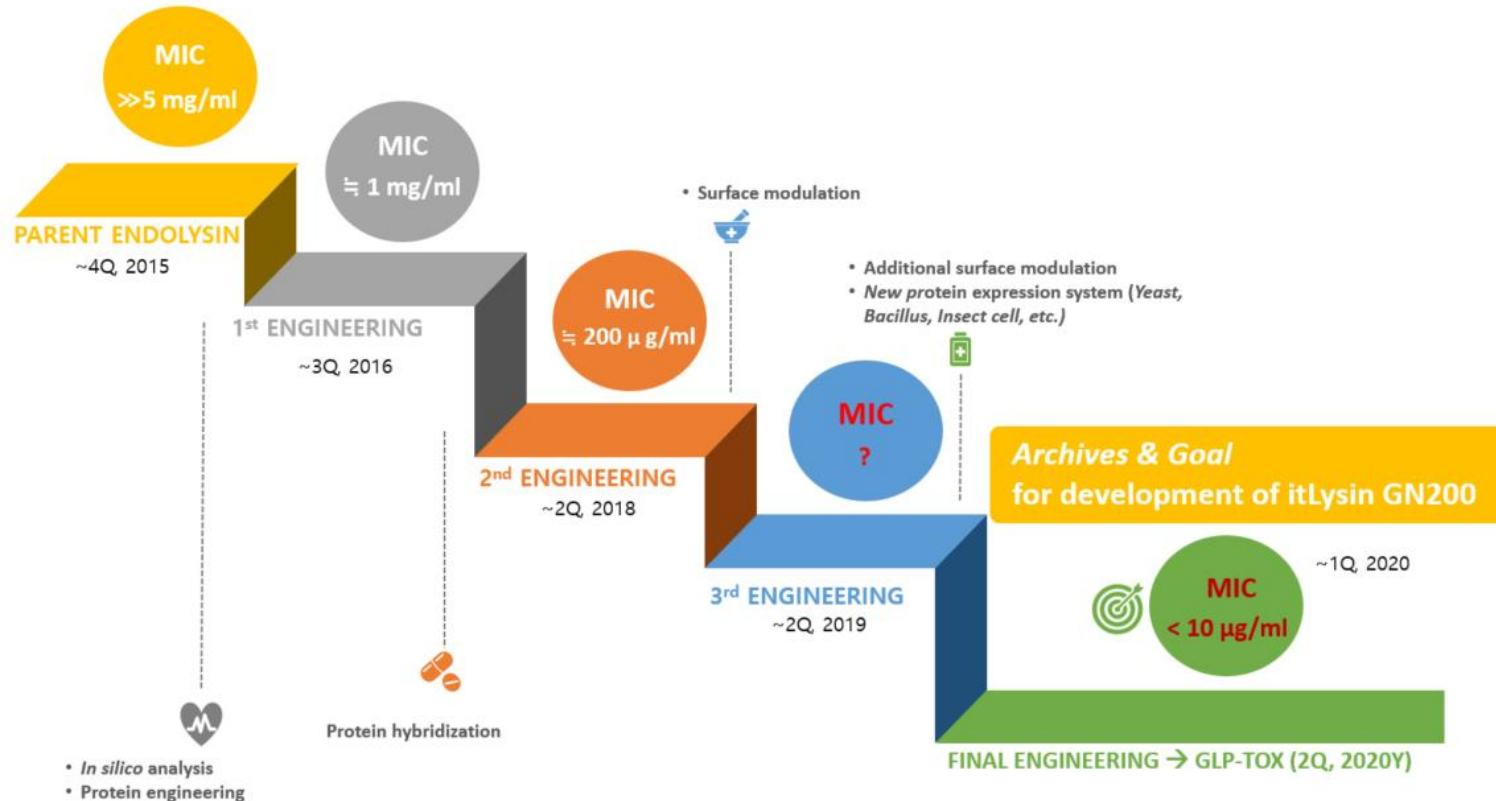 MIC
≫5 mg/ml
PARENT ENDOLYSIN
~4Q, 2015
• In silico analysis
• Protein engineering
MIC
≒ 1 mg/ml
1st ENGINEERING
~3Q, 2016
Protein hybridization
MIC
≒ 200 μ g/ml
2nd ENGINEERING
~2Q, 2018
• Surface modulation
MIC
?
3rd ENGINEERING
~2Q, 2019
• Additional surface modulation
• New protein expression system (Yeast,
Bacillus, Insect cell, etc.)
Archives & Goal
for development of itLysin GN200
~1Q, 2020
MIC
< 10 μg/ml
FINAL ENGINEERING → GLP-TOX (2Q, 2020Y)